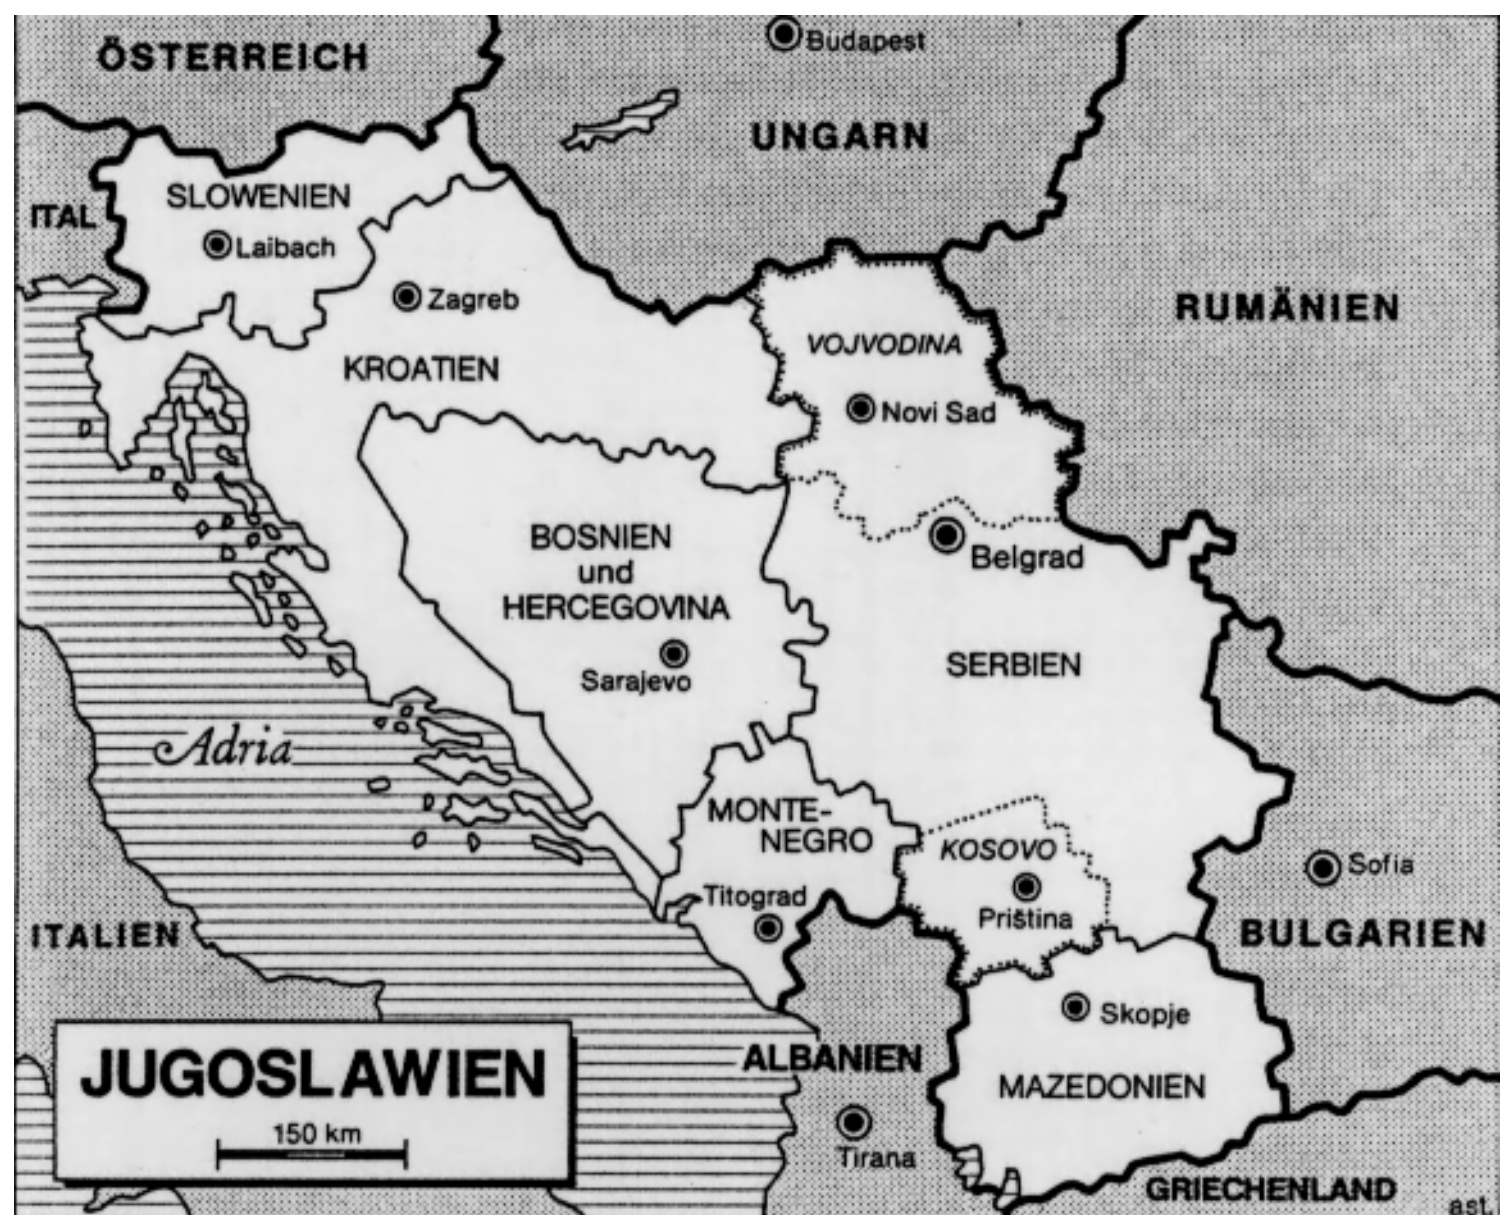 ÖSTERREICH
Budapest
UNGARN
SLOWENIEN
ITAL
Laibach
Zagreb
RUMÄNIEN
VOJVODINA
KROATIEN
Novi Sad
BOSNIEN
und
HERCEGOVINA
Belgrad
Sarajevo
SERBIEN
Adria
MONTE-
NEGRO
KOSOVO
Sofia
Titograd
Priština
ITALIEN
BULGARIEN
Skopje
JUGOSLAWIEN
150 km
ALBANIEN
MAZEDONIEN
Tirana
GRIECHENLAND
ast.